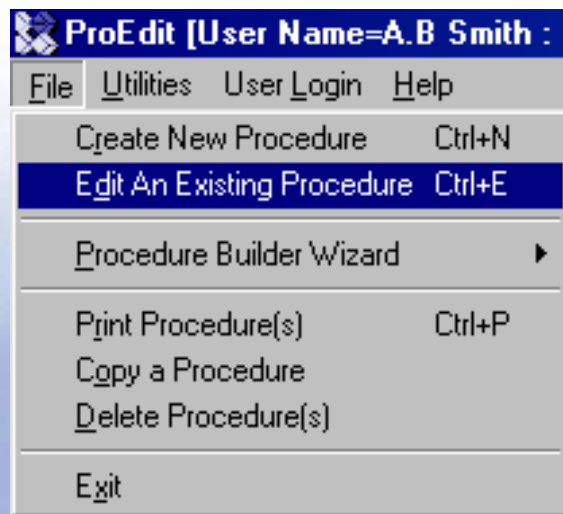 ProEdit [User Name=A.B Smith :
File Utilities User Login Help
Create New Procedure Ctrl+N
Edit An Existing Procedure Ctrl+E
Procedure Builder Wizard
Print Procedure(s) Ctrl+P
Copy a Procedure
Delete Procedure(s)
Exit